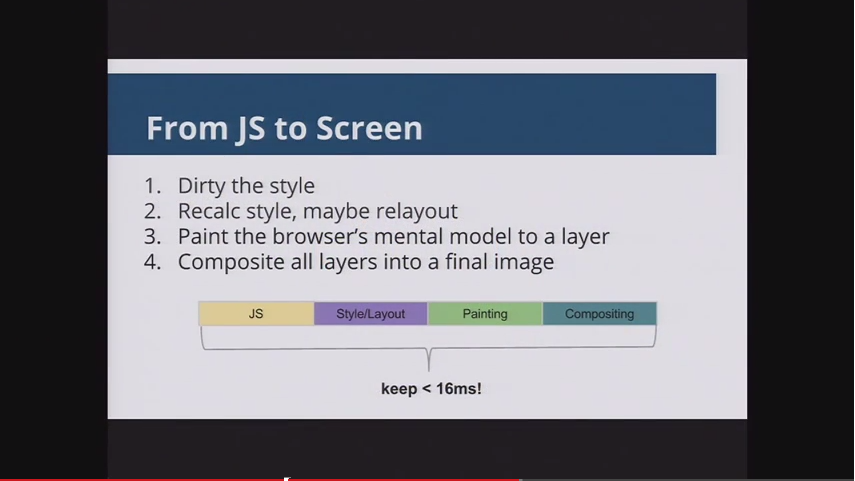 From JS to Screen
1. Dirty the style
2. Recalc style, maybe relayout
3. Paint the browser's mental model to a layer
4. Composite all layers into a final image
JS Style/Layout Painting Compositing
keep < 16ms!